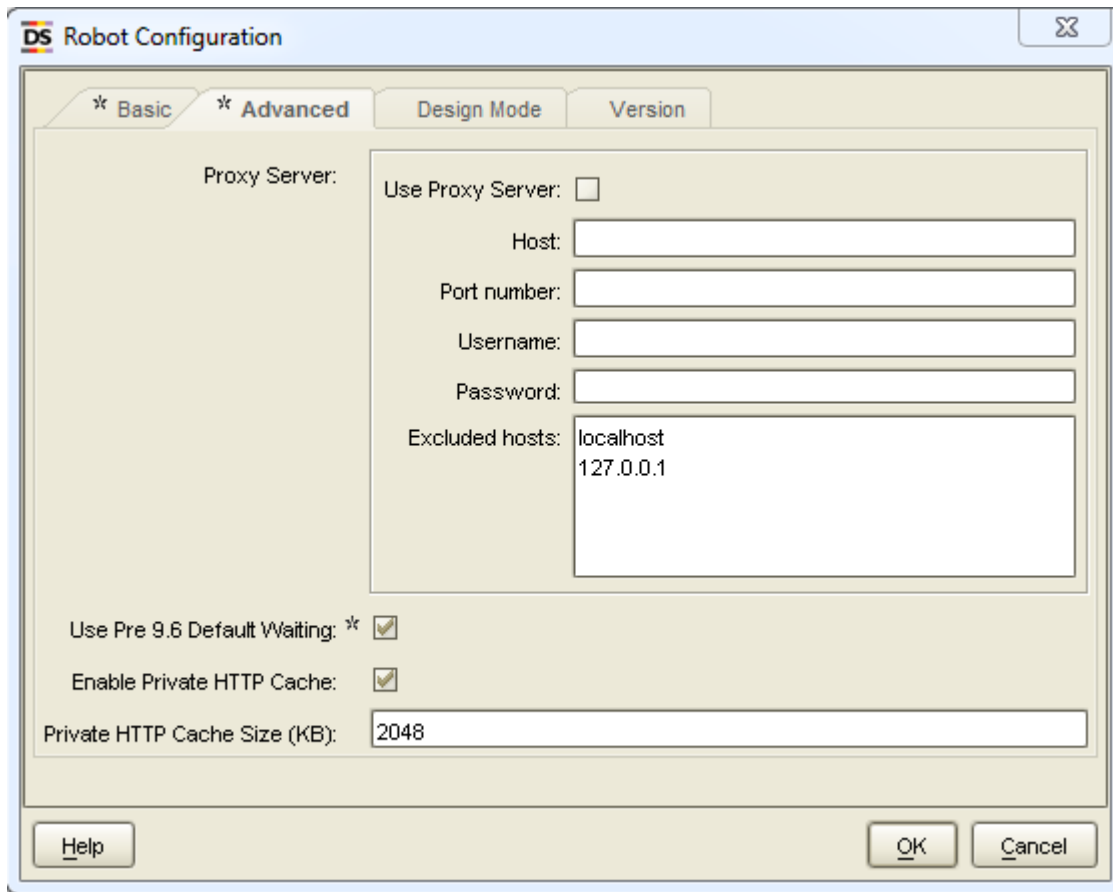 DS Robot Configuration
* Basic * Advanced Design Mode Version
Proxy Server:
Use Proxy Server:
Host:
Port number:
Username:
Password:
Excluded hosts: localhost
127.0.0.1
Use Pre 9.6 Default Waiting: *
Enable Private HTTP Cache:
Private HTTP Cache Size (KB): 2048
Help OK Cancel